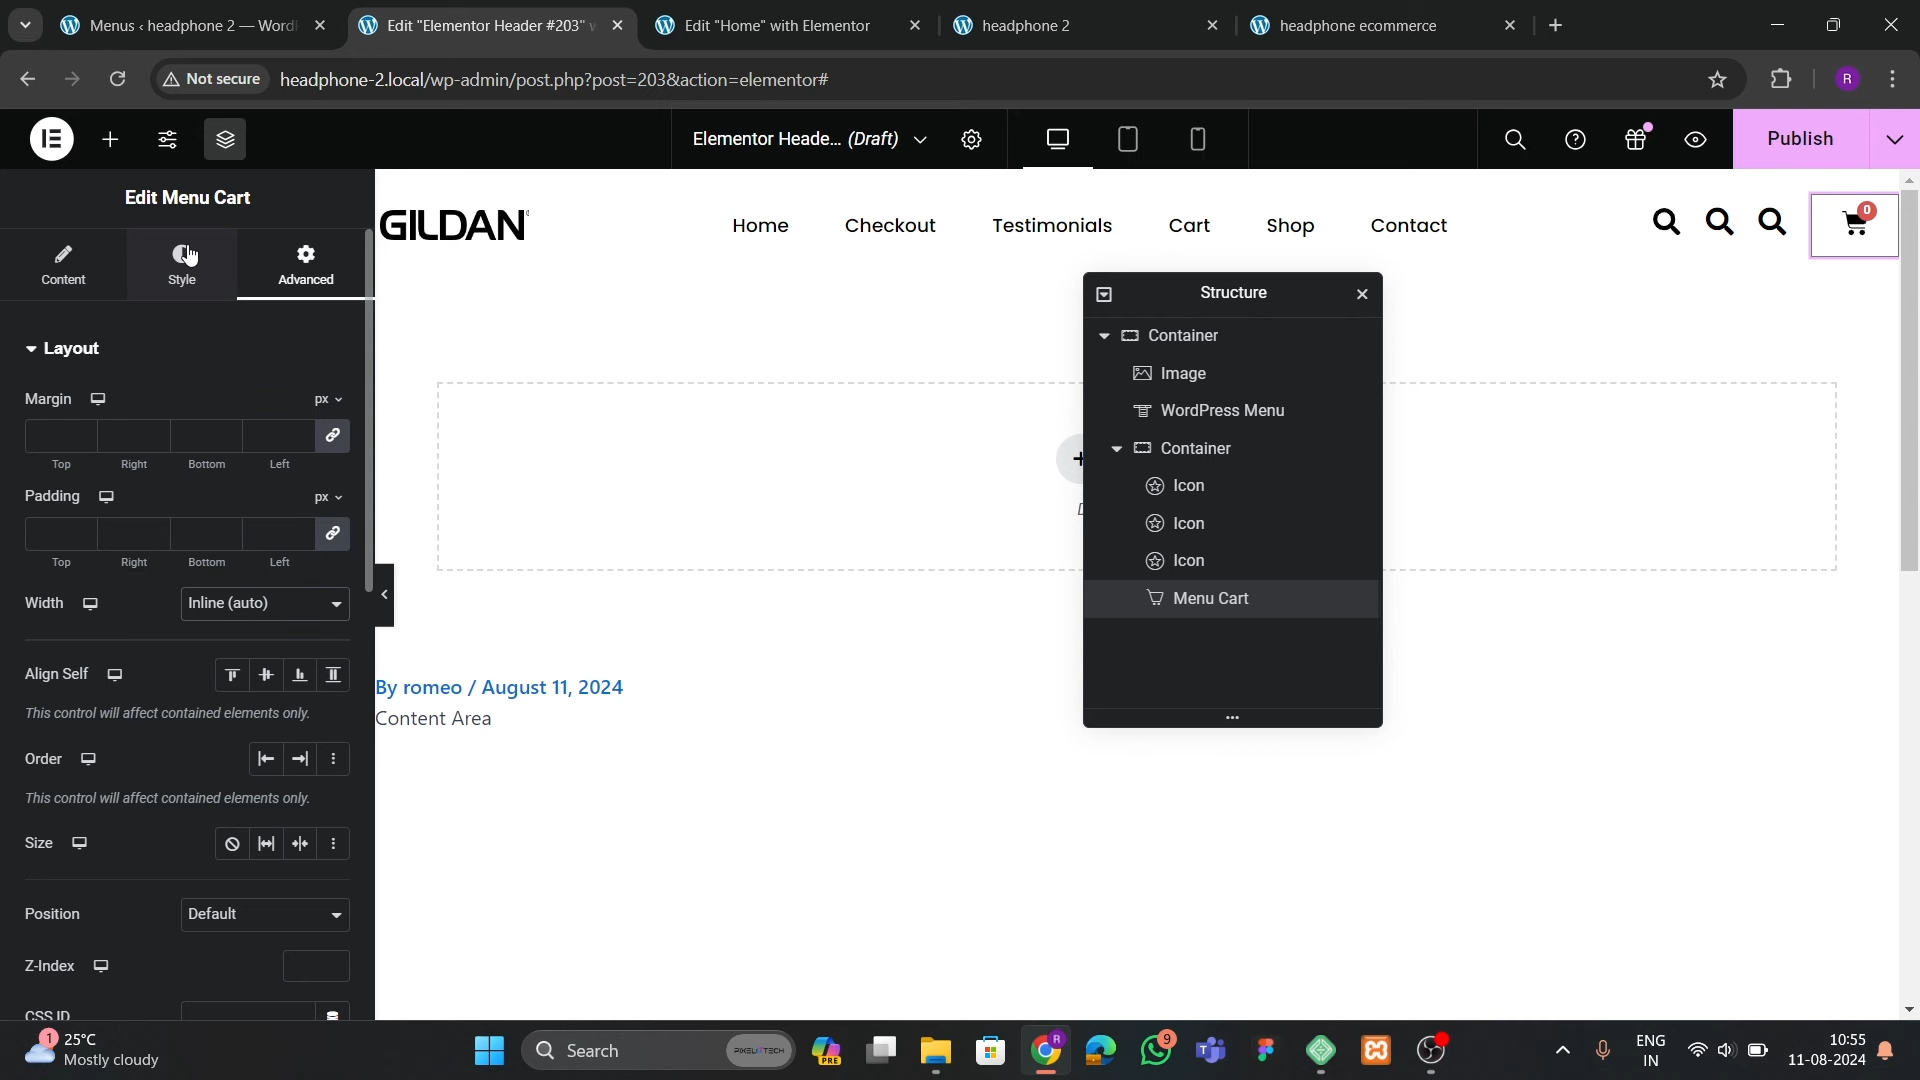 Menus ‹ headphone 2 — Word
Edit "Elementor Header #203"
Edit "Home" with Elementor
headphone 2
headphone ecommerce
Not secure
headphone-2.local/wp-admin/post.php?post=203&action=elementor#
R
Elementor Heade... (Draft)
Publish
Edit Menu Cart
Content
Style
Advanced
GILDAN
Home
Checkout
Testimonials
Cart
Shop
Contact
0
Structure
Container
Image
WordPress Menu
Container
Icon
Icon
Icon
Menu Cart
Layout
Margin
px
Top
Right
Bottom
Left
Padding
px
Top
Right
Bottom
Left
Width
Inline (auto)
Align Self
This control will affect contained elements only.
Order
This control will affect contained elements only.
Size
Position
Default
Z-Index
CSS ID
By romeo / August 11, 2024
Content Area
1
25°C
Mostly cloudy
Search
PIXEL TECH
PRE
R
9
ENG
IN
10:55
11-08-2024